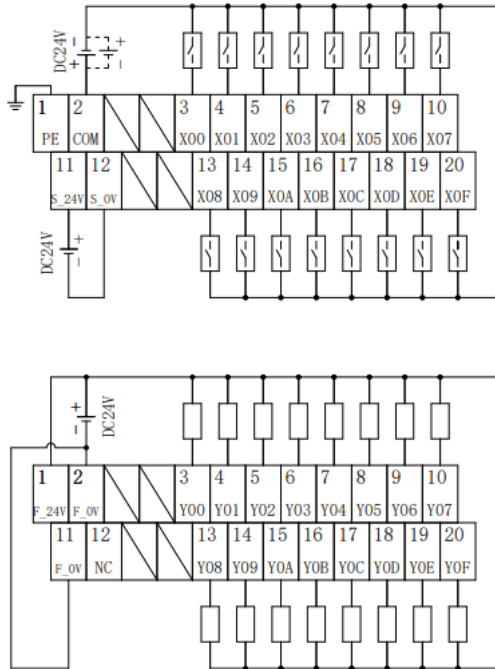 DC24V
- +
+ -
1 2 3 4 5 6 7 8 9 10
PE COM X00 X01 X02 X03 X04 X05 X06 X07
11 12 13 14 15 16 17 18 19 20
S_24V S_0V X08 X09 X0A X0B X0C X0D X0E X0F
DC24V
- +
- +
DC24V
1 2 3 4 5 6 7 8 9 10
F_24V F_0V Y00 Y01 Y02 Y03 Y04 Y05 Y06 Y07
11 12 13 14 15 16 17 18 19 20
F_0V NC Y08 Y09 Y0A Y0B Y0C Y0D Y0E Y0F